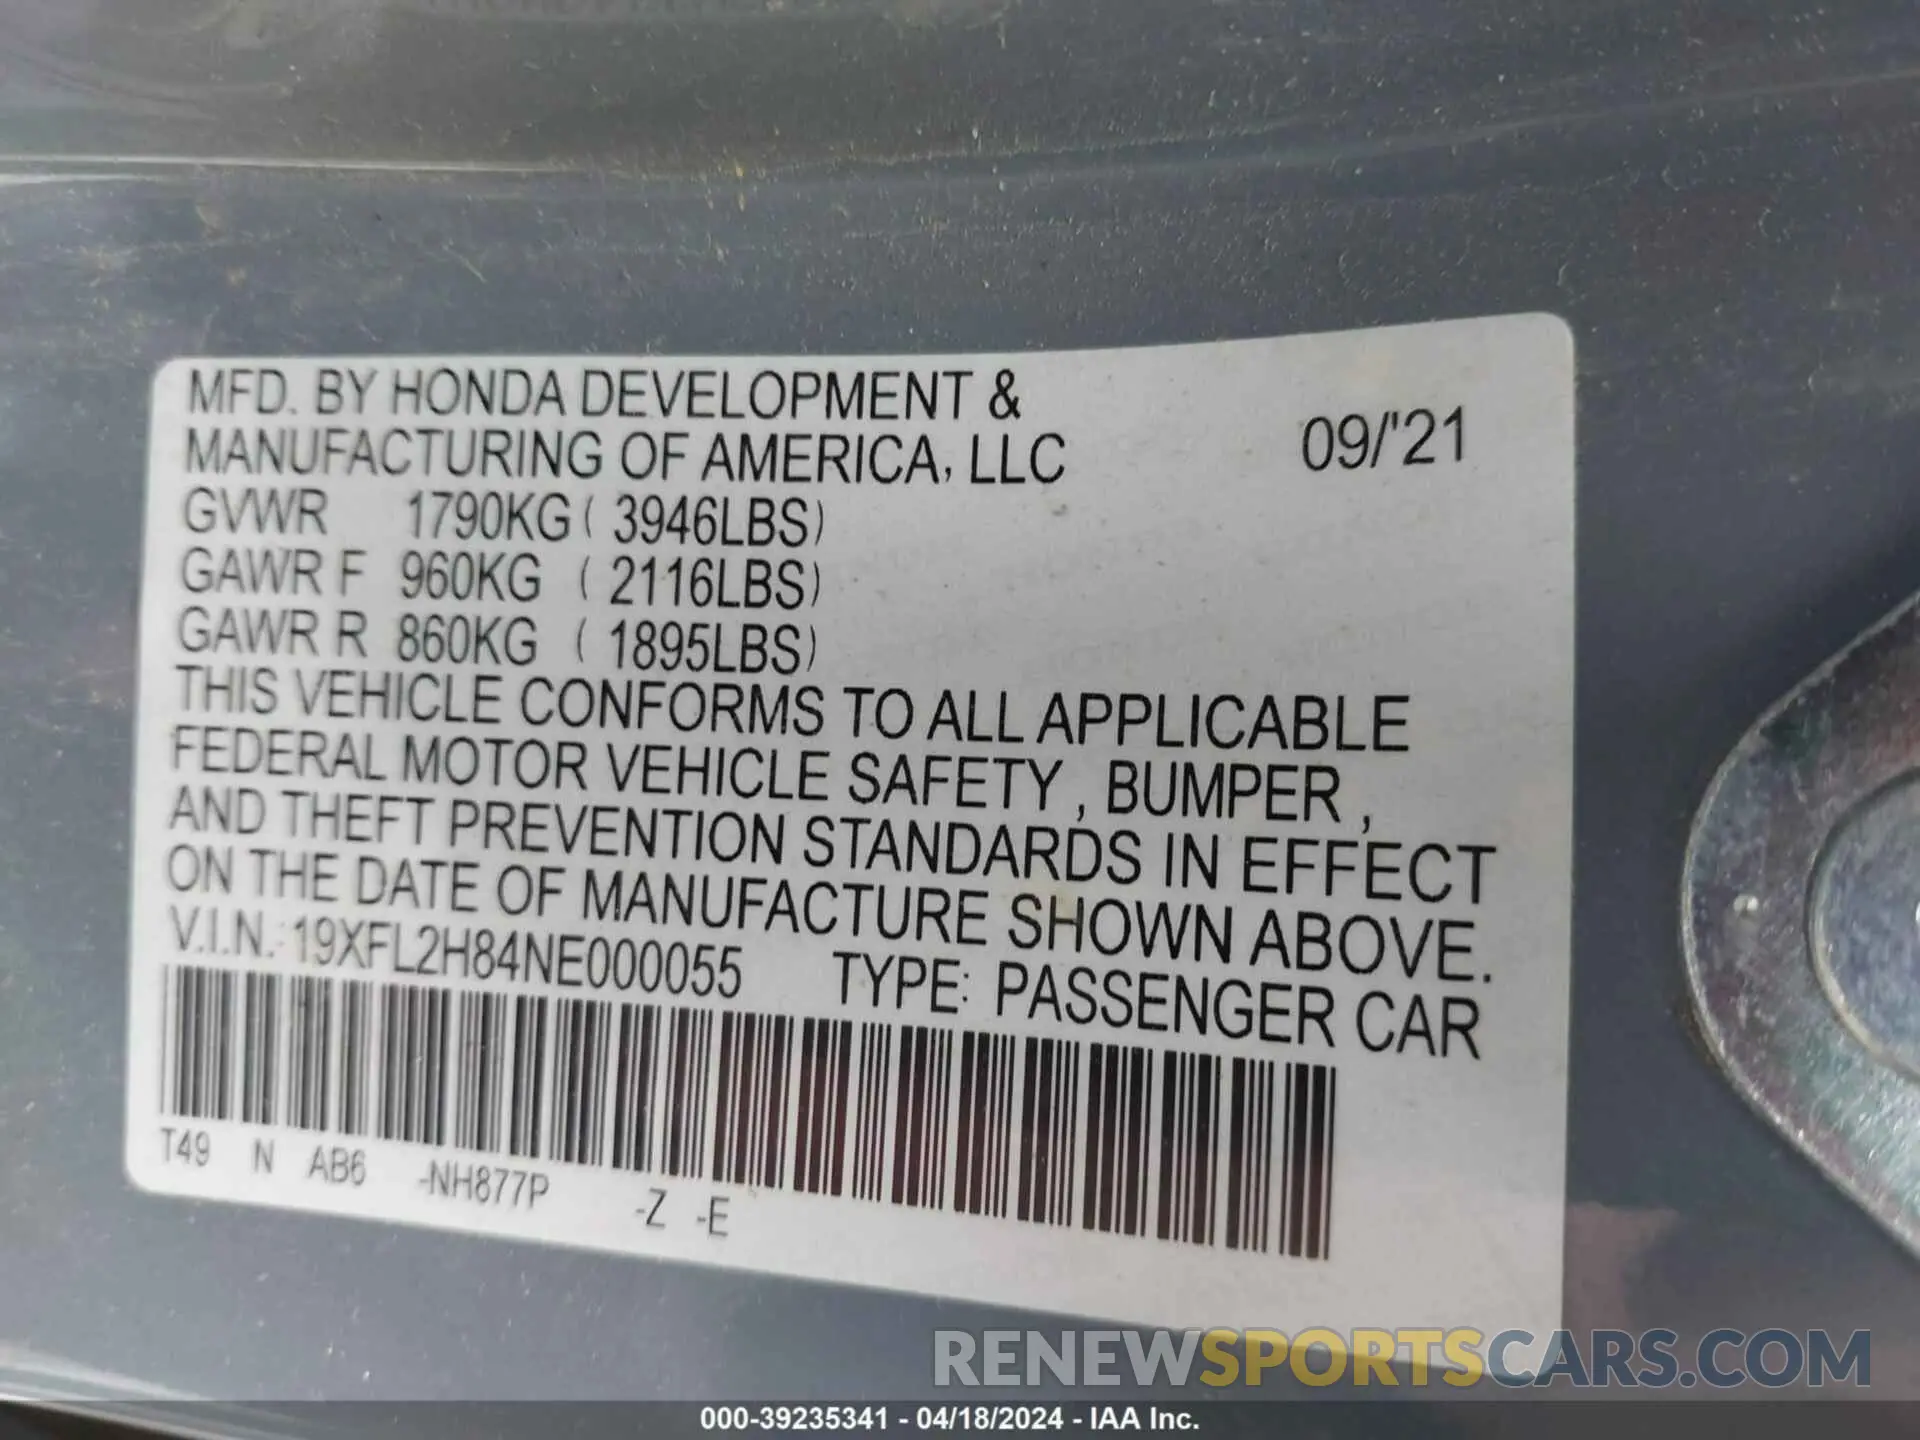 MFD. BY HONDA DEVELOPMENT &
MANUFACTURING OF AMERICA, LLC 09/'21
GVWR 1790KG ( 3946LBS)
GAWR F 960KG ( 2116LBS)
GAWR R 860KG ( 1895LBS)
THIS VEHICLE CONFORMS TO ALL APPLICABLE
FEDERAL MOTOR VEHICLE SAFETY , BUMPER ,
AND THEFT PREVENTION STANDARDS IN EFFECT
ON THE DATE OF MANUFACTURE SHOWN ABOVE.
V.I.N.: 19XFL2H84NE000055 TYPE: PASSENGER CAR
T49 N AB6 -NH877P -Z -E
RENEWSPORTSCARS.COM
000-39235341 - 04/18/2024 - IAA Inc.